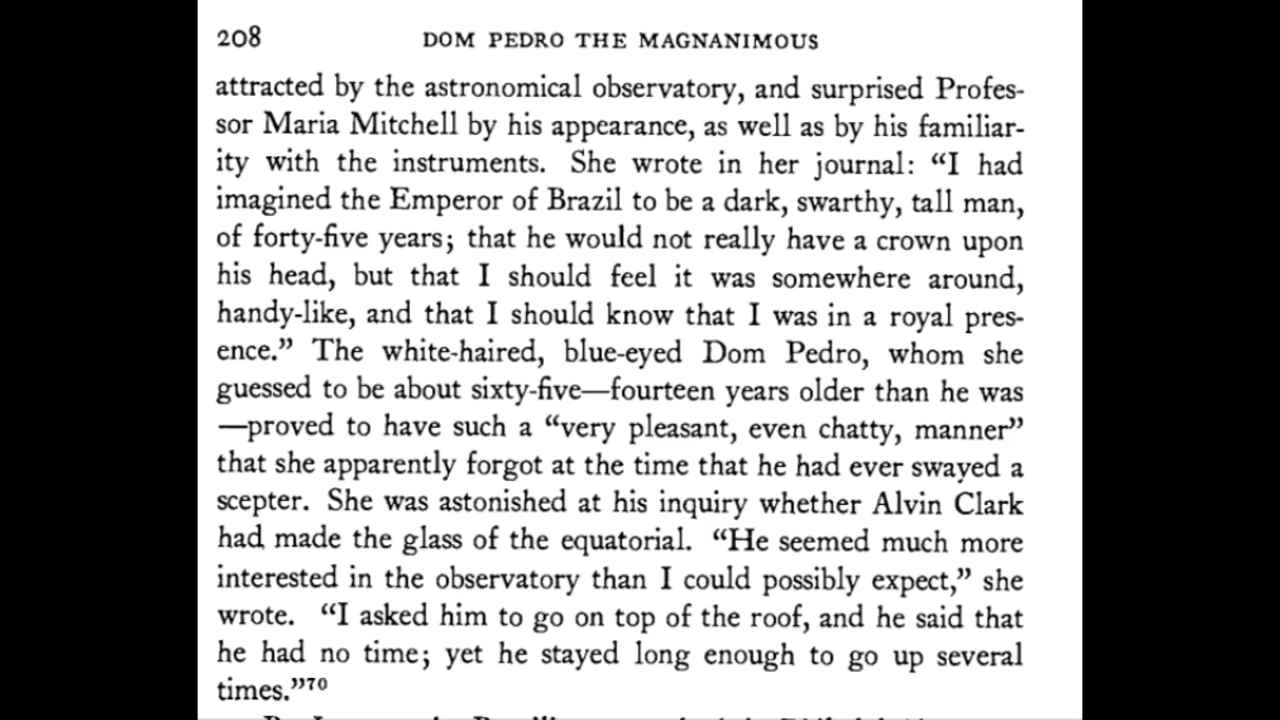 208 DOM PEDRO THE MAGNANIMOUS
attracted by the astronomical observatory, and surprised Profes-
sor Maria Mitchell by his appearance, as well as by his familiar-
ity with the instruments. She wrote in her journal: “I had
imagined the Emperor of Brazil to be a dark, swarthy, tall man,
of forty-five years; that he would not really have a crown upon
his head, but that I should feel it was somewhere around,
handy-like, and that I should know that I was in a royal pres-
ence.” The white-haired, blue-eyed Dom Pedro, whom she
guessed to be about sixty-five—fourteen years older than he was
—proved to have such a “very pleasant, even chatty, manner”
that she apparently forgot at the time that he had ever swayed a
scepter. She was astonished at his inquiry whether Alvin Clark
had made the glass of the equatorial. “He seemed much more
interested in the observatory than I could possibly expect,” she
wrote. “I asked him to go on top of the roof, and he said that
he had no time; yet he stayed long enough to go up several
times.”70